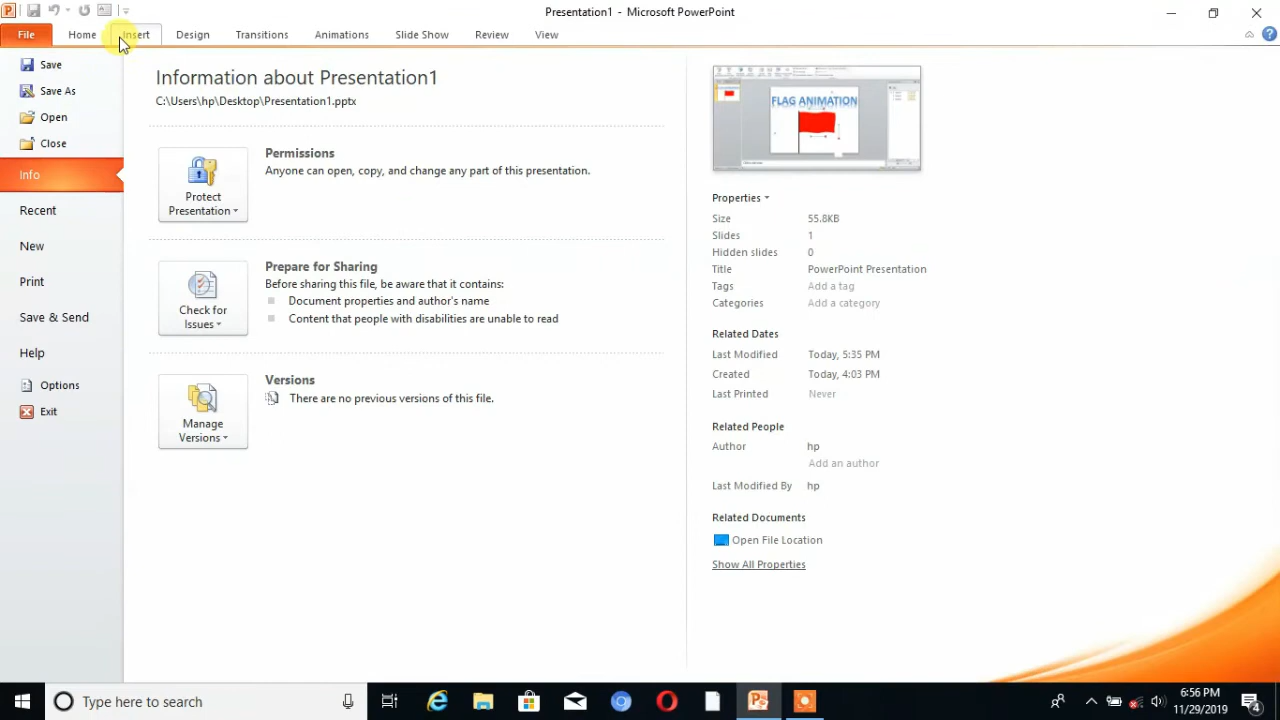 Presentation1 - Microsoft PowerPoint
File Home Insert Design Transitions Animations Slide Show Review View
Save
Save As
Open
Close
Info
Recent
New
Print
Save & Send
Help
Options
Exit
Information about Presentation1
C:\Users\hp\Desktop\Presentation1.pptx
Protect
Presentation
Permissions
Anyone can open, copy, and change any part of this presentation.
Check for
Issues
Prepare for Sharing
Before sharing this file, be aware that it contains:
Document properties and author's name
Content that people with disabilities are unable to read
Manage
Versions
Versions
There are no previous versions of this file.
FLAG ANIMATION
Properties
Size 55.8KB
Slides 1
Hidden slides 0
Title PowerPoint Presentation
Tags Add a tag
Categories Add a category
Related Dates
Last Modified Today, 5:35 PM
Created Today, 4:03 PM
Last Printed Never
Related People
Author hp
Add an author
Last Modified By hp
Related Documents
Open File Location
Show All Properties
Type here to search
6:56 PM
11/29/2019
4